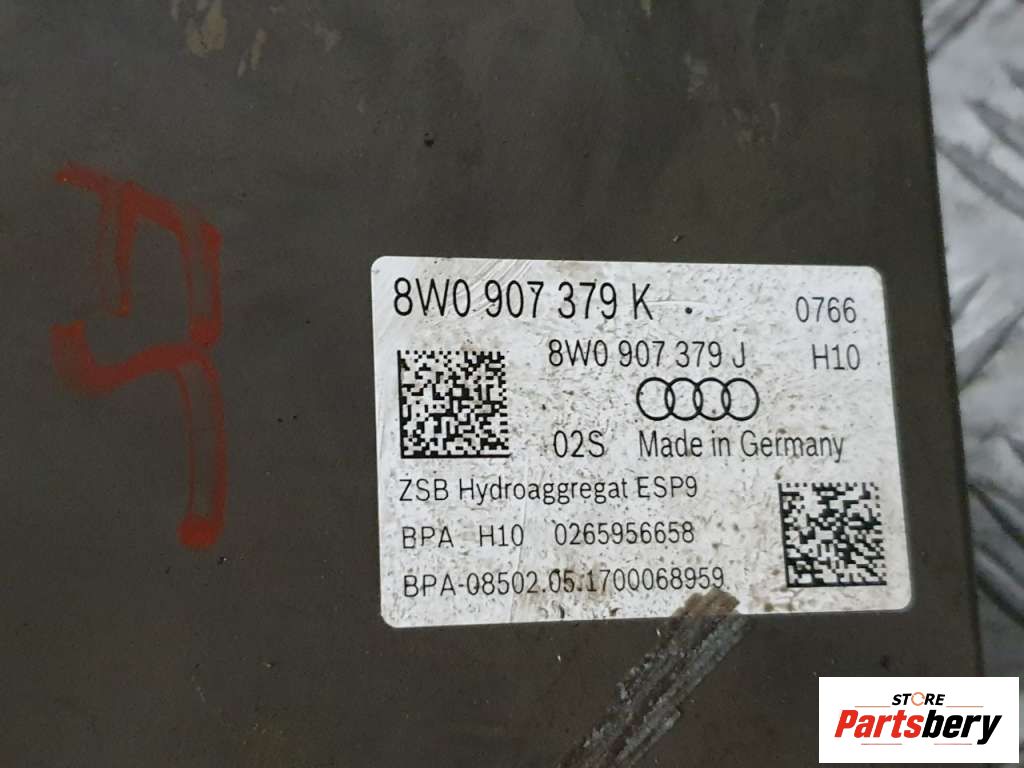 8W0 907 379 K
0766
8W0 907 379 J
H10
02S Made in Germany
ZSB Hydroaggregat ESP9
BPA H10 0265956658
BPA-08502.05.1700068959
STORE
Partsbery